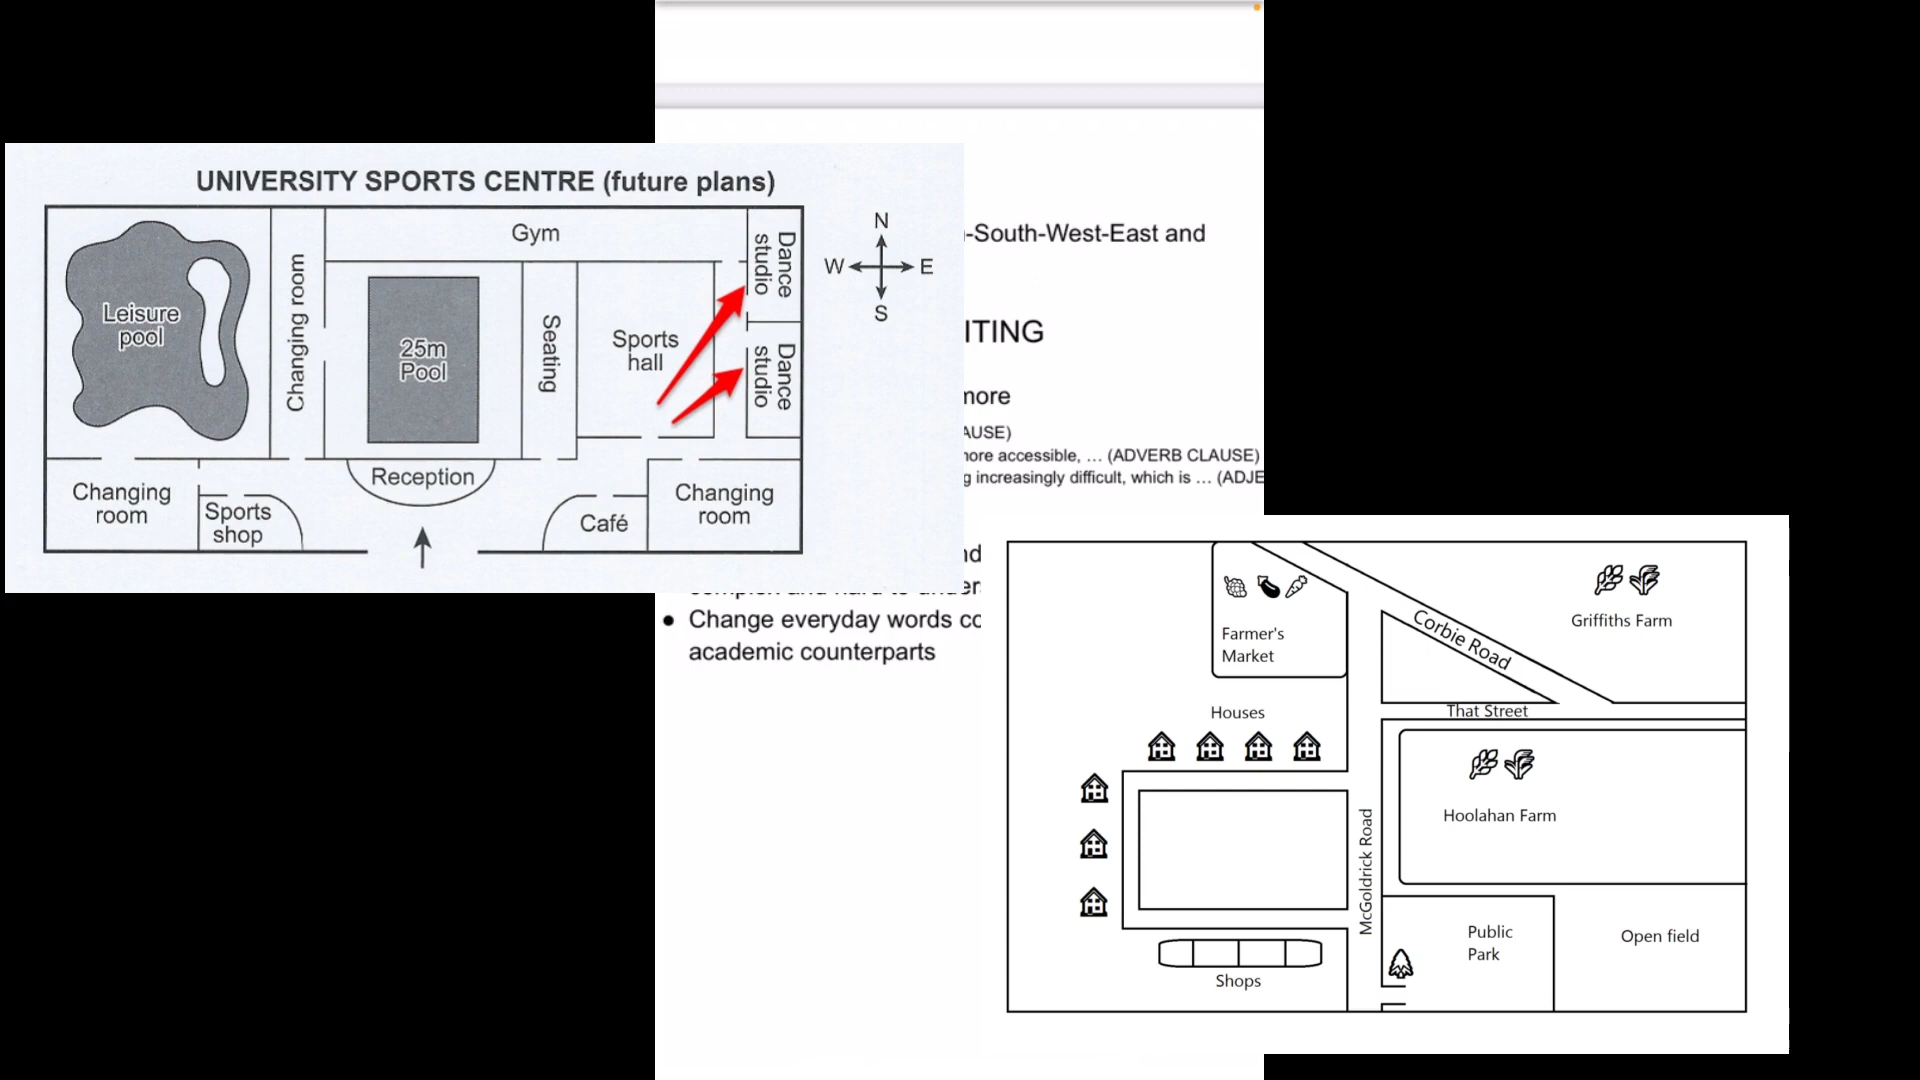 -South-West-East and
ITING
more
AUSE)
more accessible, … (ADVERB CLAUSE)
g increasingly difficult, which is … (ADJE
● Change everyday words
academic counterparts
UNIVERSITY SPORTS CENTRE (future plans)
Gym
Dance
studio
N
W E
S
Leisure
pool
Changing room
25m
Pool
Seating
Sports
hall
Dance
studio
Reception
Changing
room
Sports
shop
Café
Changing
room
Farmer's
Market
Corbie Road
Griffiths Farm
Houses
That Street
Hoolahan Farm
McGoldrick Road
Public
Park
Open field
Shops